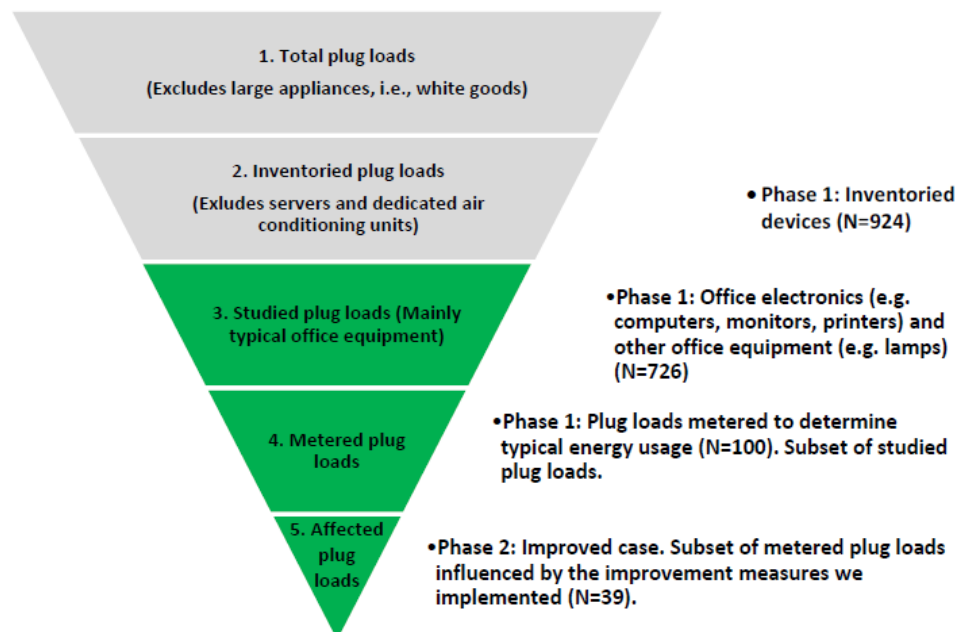 1. Total plug loads
(Excludes large appliances, i.e., white goods)
2. Inventoried plug loads
(Exludes servers and dedicated air
conditioning units)
• Phase 1: Inventoried
devices (N=924)
3. Studied plug loads (Mainly
typical office equipment)
•Phase 1: Office electronics (e.g.
computers, monitors, printers) and
other office equipment (e.g. lamps)
(N=726)
4. Metered plug
loads
•Phase 1: Plug loads metered to determine
typical energy usage (N=100). Subset of studied
plug loads.
5. Affected
plug
loads
•Phase 2: Improved case. Subset of metered plug loads
influenced by the improvement measures we
implemented (N=39).